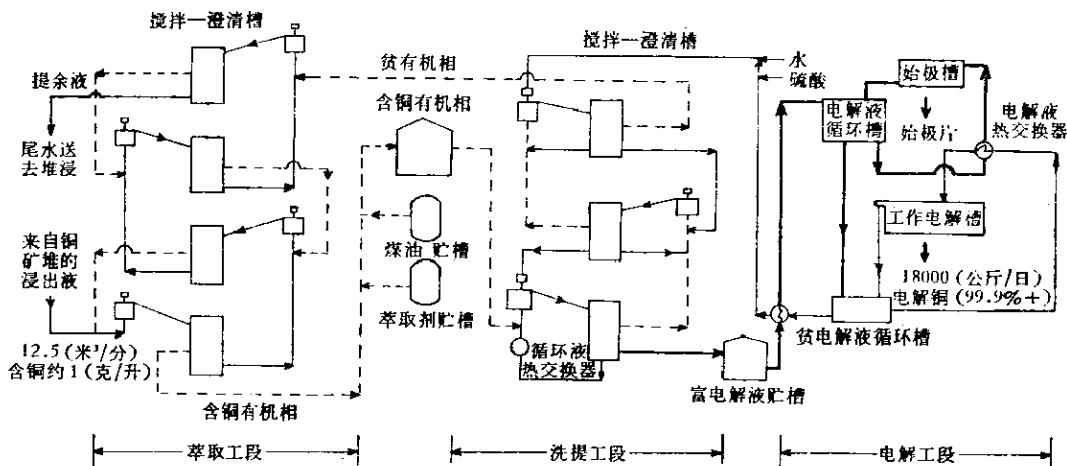 搅拌—澄清槽
提余液
尾水送
去堆浸
来自铜
矿堆的
浸出液
12.5(米³/分)
含铜约1(克/升)
含铜有机相
贫有机相
含铜有机相
煤油 贮槽
萃取剂贮槽
搅拌—澄清槽
循环液
热交换器
富电解液贮槽
水
硫酸
始极槽
电解液
循环槽
始极片
电解液
热交换器
工作电解槽
18000(公斤/日)
电解铜(99.9%+)
贫电解液循环槽
萃取工段
洗提工段
电解工段